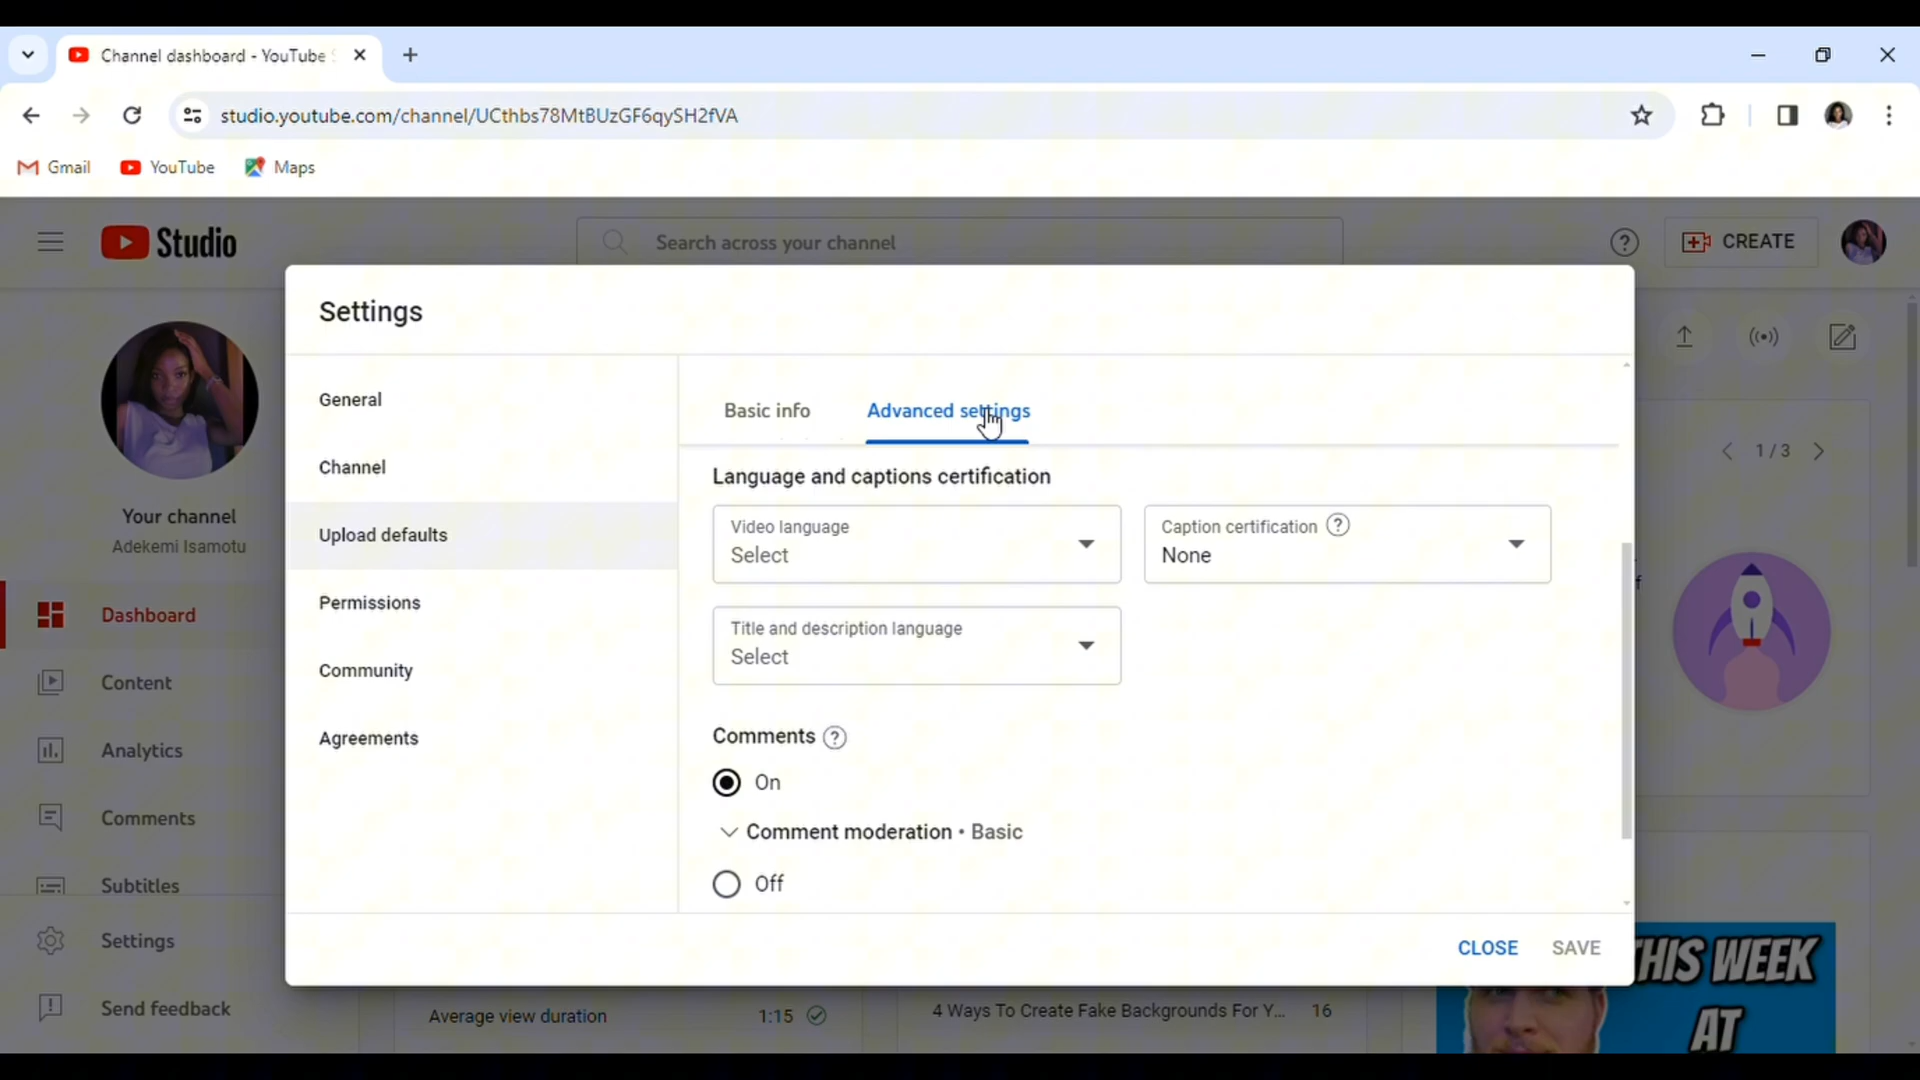 Channel dashboard - YouTube
studio.youtube.com/channel/UCthbs78MtBUzGF6qySH2fVA
Gmail
YouTube
Maps
Studio
Search across your channel
CREATE
Settings
General
Channel
Upload defaults
Permissions
Community
Agreements
Basic info
Advanced settings
Language and captions certification
Video language
Select
Caption certification ?
None
Title and description language
Select
Comments ?
On
Comment moderation • Basic
Off
CLOSE
SAVE
Your channel
Adekemi Isamotu
Dashboard
Content
Analytics
Comments
Subtitles
Settings
Send feedback
1 / 3
Average view duration
1:15
4 Ways To Create Fake Backgrounds For Y...
16
THIS WEEK
AT